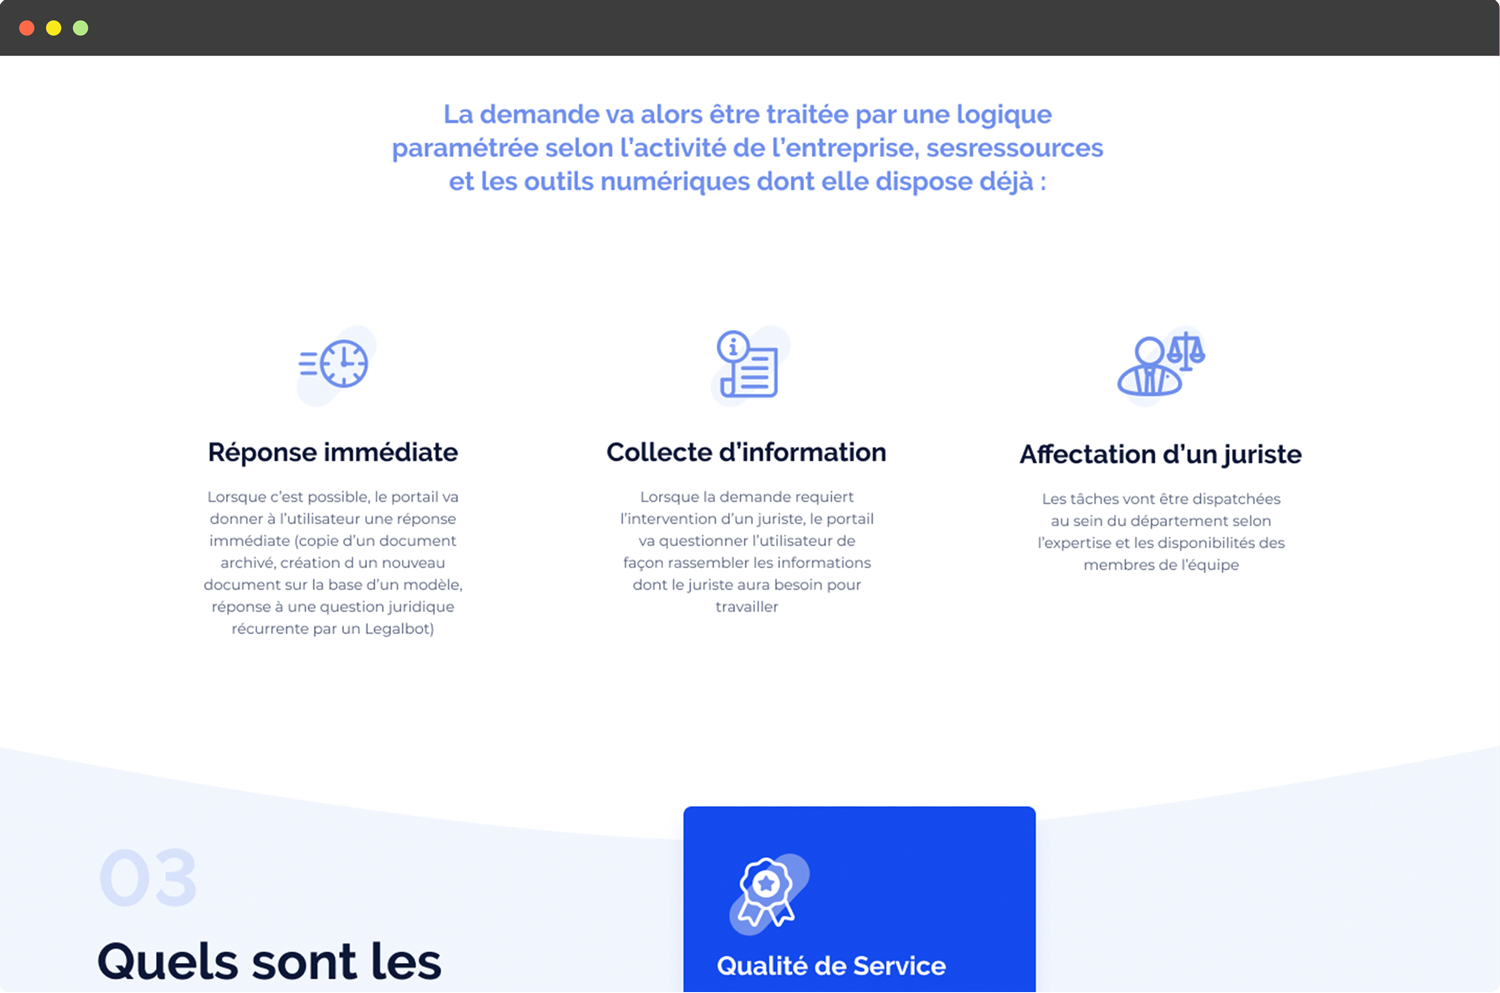 La demande va alors être traitée par une logique
paramétrée selon l'activité de l'entreprise, sesressources
et les outils numériques dont elle dispose déjà :
Réponse immédiate
Lorsque c'est possible, le portail va
donner à l'utilisateur une réponse
immédiate (copie d'un document
archivé, création d un nouveau
document sur la base d'un modèle,
réponse à une question juridique
récurrente par un Legalbot)
Collecte d'information
Lorsque la demande requiert
l'intervention d'un juriste, le portail
va questionner l'utilisateur de
façon rassembler les informations
dont le juriste aura besoin pour
travailler
Affectation d'un juriste
Les tâches vont être dispatchées
au sein du département selon
l'expertise et les disponibilités des
membres de l'équipe
03
Quels sont les
Qualité de Service